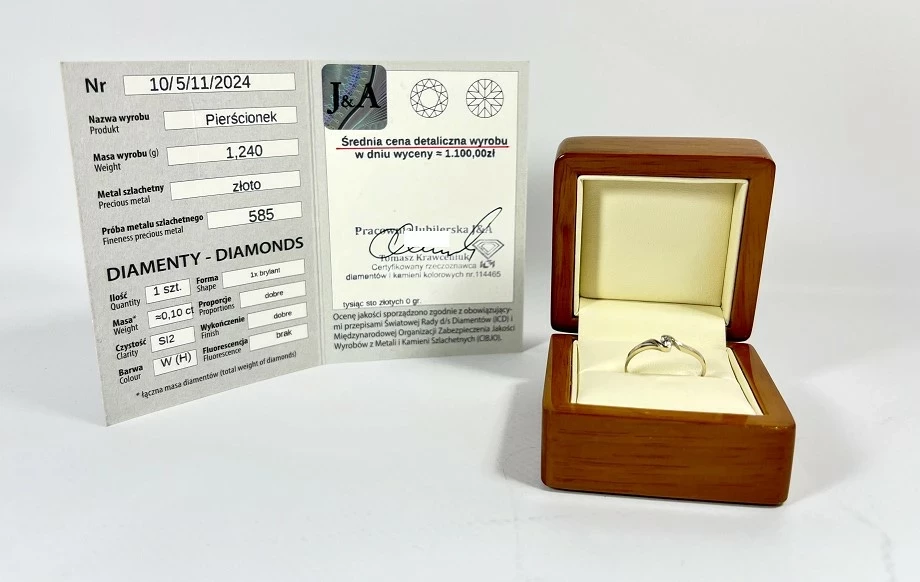 Nr 10/5/11/2024
Nazwa wyrobu Pierścionek
Produkt
Masa wyrobu (g) 1,240
Weight
Metal szlachetny złoto
Precious metal
Próba metalu szlachetnego 585
Fineness precious metal
DIAMENTY - DIAMONDS
Ilość 1 szt.
Quantity
Masa* ≈0,10 ct
Weight
Czystość SI2
Clarity
Barwa W (H)
Colour
Forma 1x brylant
Shape
Proporcje dobre
Proportions
Wykończenie dobre
Finish
Fluorescencja brak
Fluorescence
* łączna masa diamentów (total weight of diamonds)
J&A
Średnia cena detaliczna wyrobu
w dniu wyceny ≈ 1.100,00zł
Pracownia Jubilerska J&A
Tomasz Krawczeniuk
Certyfikowany rzeczoznawca
diamentów i kamieni kolorowych nr.114465
tysiąc sto złotych 0 gr.
Ocenę jakości sporządzono zgodnie z obowiązują-
mi przepisami Światowej Rady d/s Diamentów (ICD) i
Międzynarodowej Organizacji Zabezpieczenia Jakości
Wyrobów z Metali i Kamieni Szlachetnych (CIBJO).